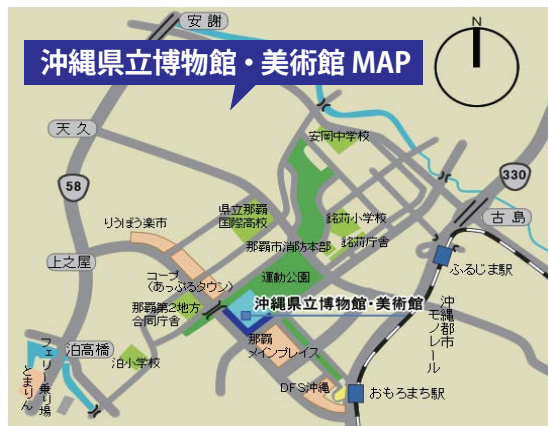 安謝
N
沖縄県立博物館・美術館 MAP
天久
安岡中学校
58
330
県立那覇
国際高校
銘苅小学校
古島
りうぼう楽市
那覇市消防本部
銘苅庁舎
上之屋
ふるじま駅
コープ
(あっぷるタウン)
運動公園
沖縄県立博物館・美術館
那覇第2地方
合同庁舎
沖縄都市
モノレール
泊高橋
那覇
メインプレイス
泊小学校
フェリー乗り場
とまりん
DFS沖縄
おもろまち駅